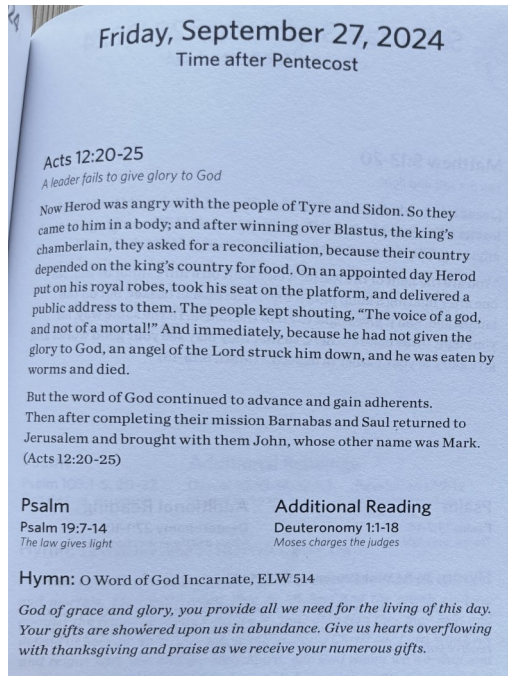 Friday, September 27, 2024
Time after Pentecost
Acts 12:20-25
A leader fails to give glory to God
Now Herod was angry with the people of Tyre and Sidon. So they
came to him in a body; and after winning over Blastus, the king's
chamberlain, they asked for a reconciliation, because their country
depended on the king's country for food. On an appointed day Herod
put on his royal robes, took his seat on the platform, and delivered a
public address to them. The people kept shouting, “The voice of a god,
and not of a mortal!” And immediately, because he had not given the
glory to God, an angel of the Lord struck him down, and he was eaten by
worms and died.
But the word of God continued to advance and gain adherents.
Then after completing their mission Barnabas and Saul returned to
Jerusalem and brought with them John, whose other name was Mark.
(Acts 12:20-25)
Psalm
Psalm 19:7-14
The law gives light
Additional Reading
Deuteronomy 1:1-18
Moses charges the judges
Hymn: O Word of God Incarnate, ELW 514
God of grace and glory, you provide all we need for the living of this day.
Your gifts are showered upon us in abundance. Give us hearts overflowing
with thanksgiving and praise as we receive your numerous gifts.